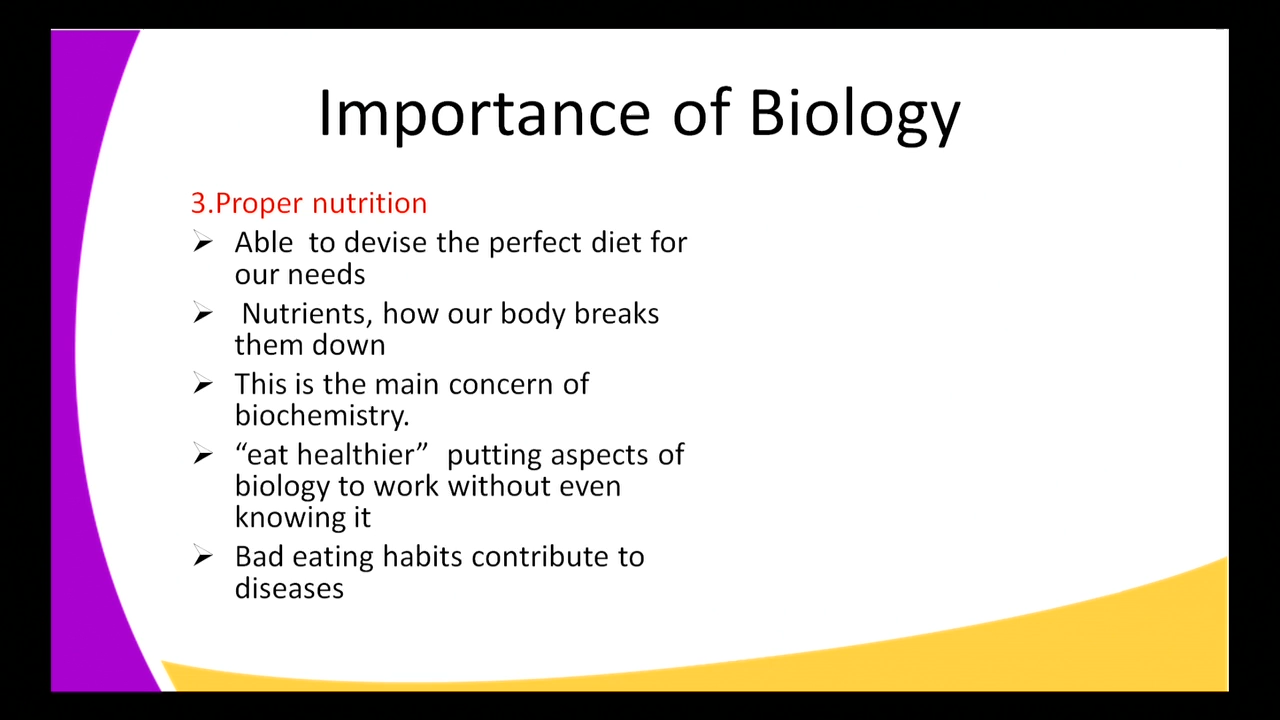 Importance of Biology
3.Proper nutrition
➢ Able to devise the perfect diet for
our needs
➢ Nutrients, how our body breaks
them down
➢ This is the main concern of
biochemistry.
➢ “eat healthier” putting aspects of
biology to work without even
knowing it
➢ Bad eating habits contribute to
diseases